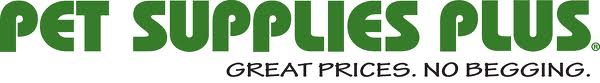 PET SUPPLIES PLUS®
GREAT PRICES. NO BEGGING.